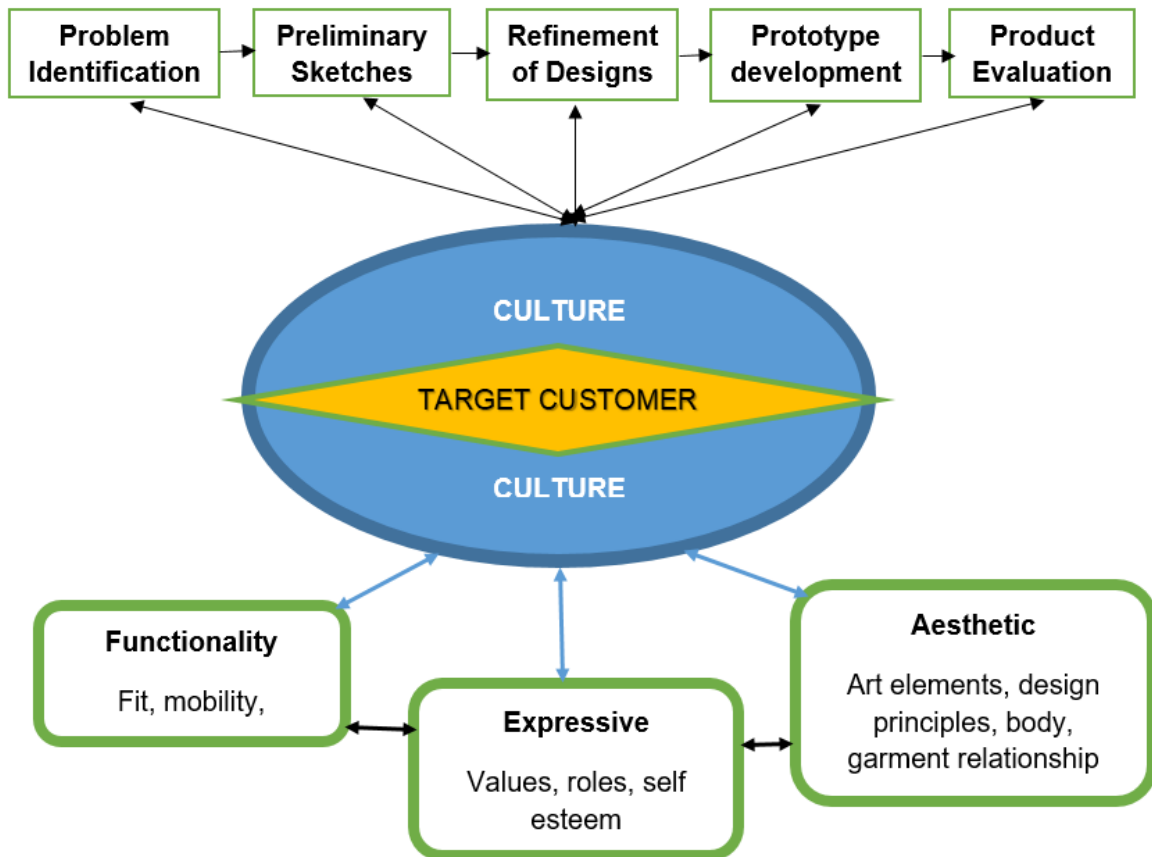 Problem
Identification
Preliminary
Sketches
Refinement
of Designs
Prototype
development
Product
Evaluation
CULTURE
TARGET CUSTOMER
CULTURE
Functionality
Fit, mobility,
Expressive
Values, roles, self
esteem
Aesthetic
Art elements, design
principles, body,
garment relationship